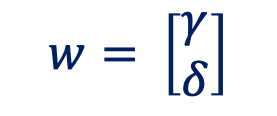 w = [γ
δ]